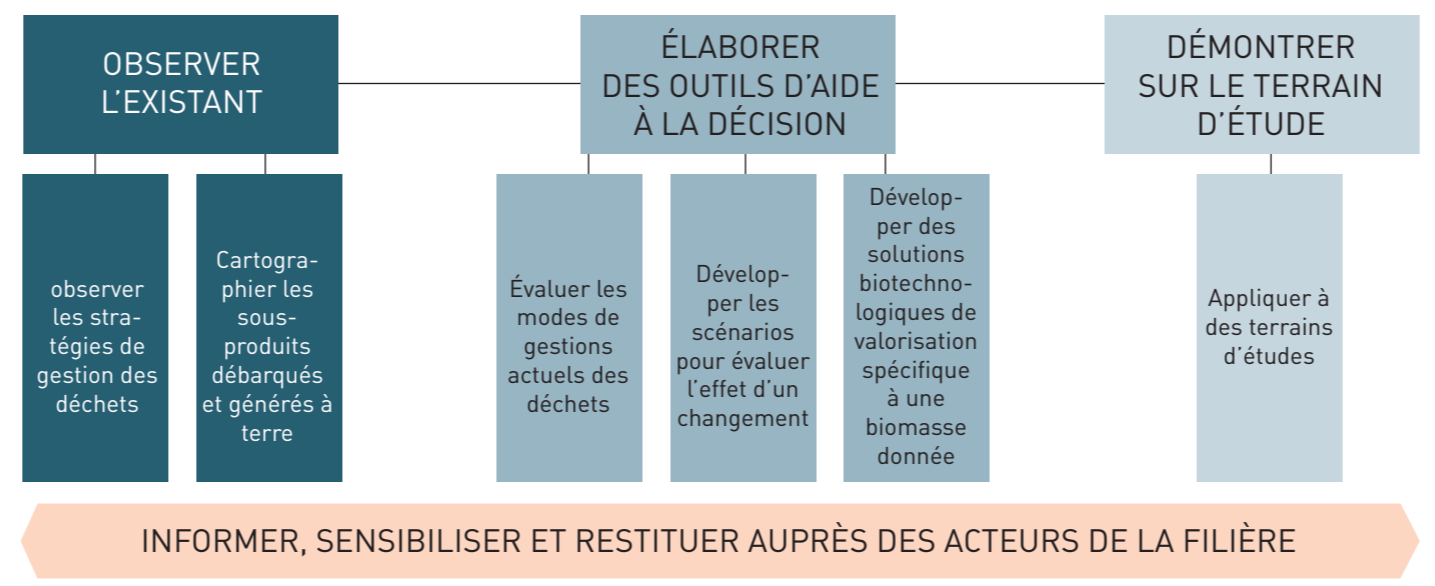 OBSERVER
L'EXISTANT
ÉLABORER
DES OUTILS D'AIDE
À LA DÉCISION
DÉMONTRER
SUR LE TERRAIN
D'ÉTUDE
observer
les stra-
tégies de
gestion des
déchets
Cartogra-
phier les
sous-
produits
débarqués
et générés à
terre
Évaluer les
modes de
gestions
actuels des
déchets
Dévelop-
per les
scénarios
pour évaluer
l'effet d'un
changement
Dévelop-
per des
solutions
biotechno-
logiques de
valorisation
spécifique
à une
biomasse
donnée
Appliquer à
des terrains
d'études
INFORMER, SENSIBILISER ET RESTITUER AUPRÈS DES ACTEURS DE LA FILIÈRE